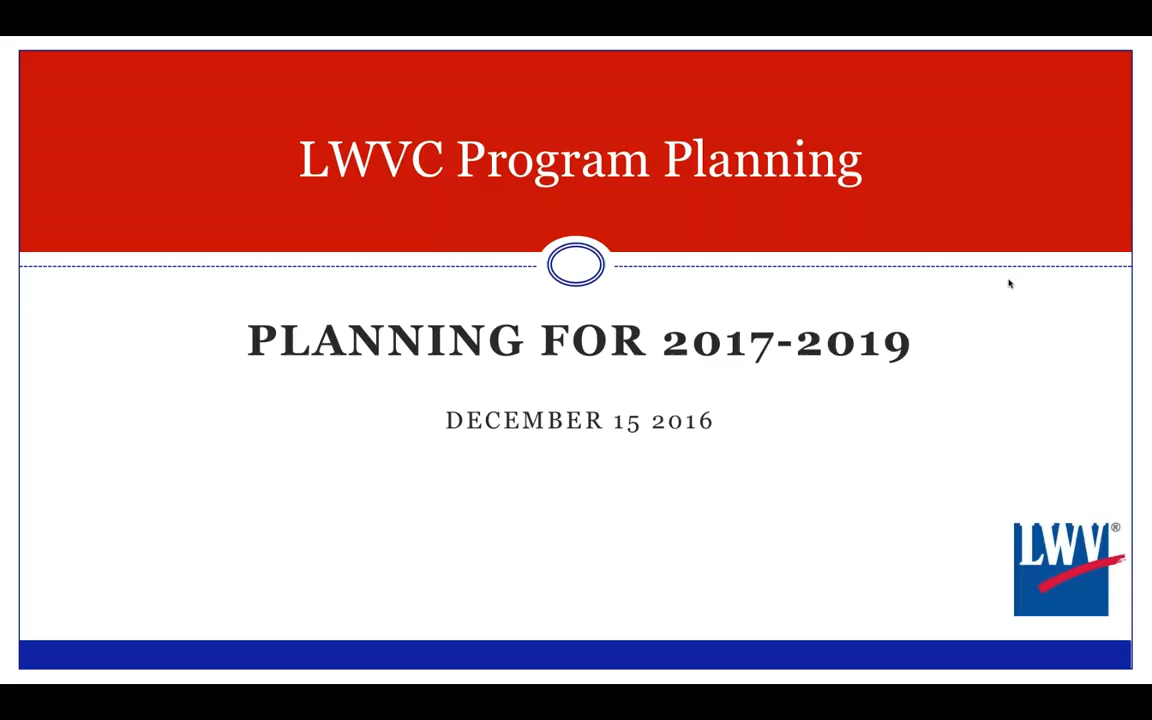 LWVC Program Planning
PLANNING FOR 2017-2019
DECEMBER 15 2016
LWV®